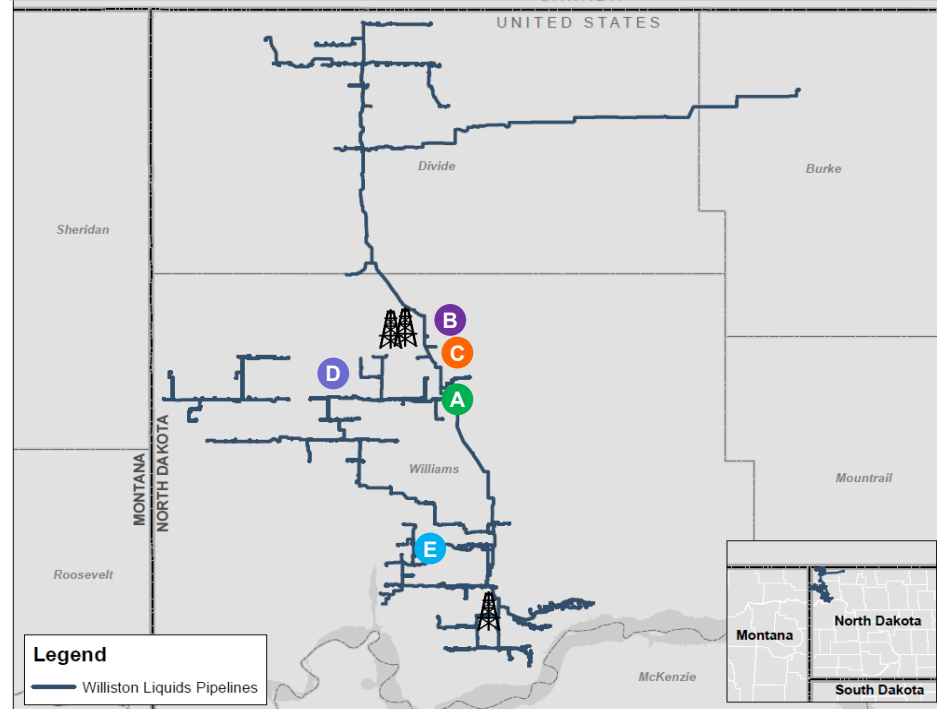 UNITED STATES
Divide
Burke
Sheridan
B
C
D
A
MONTANA
NORTH DAKOTA
Williams
Mountrail
E
Roosevelt
McKenzie
Legend
Williston Liquids Pipelines
Montana
North Dakota
South Dakota